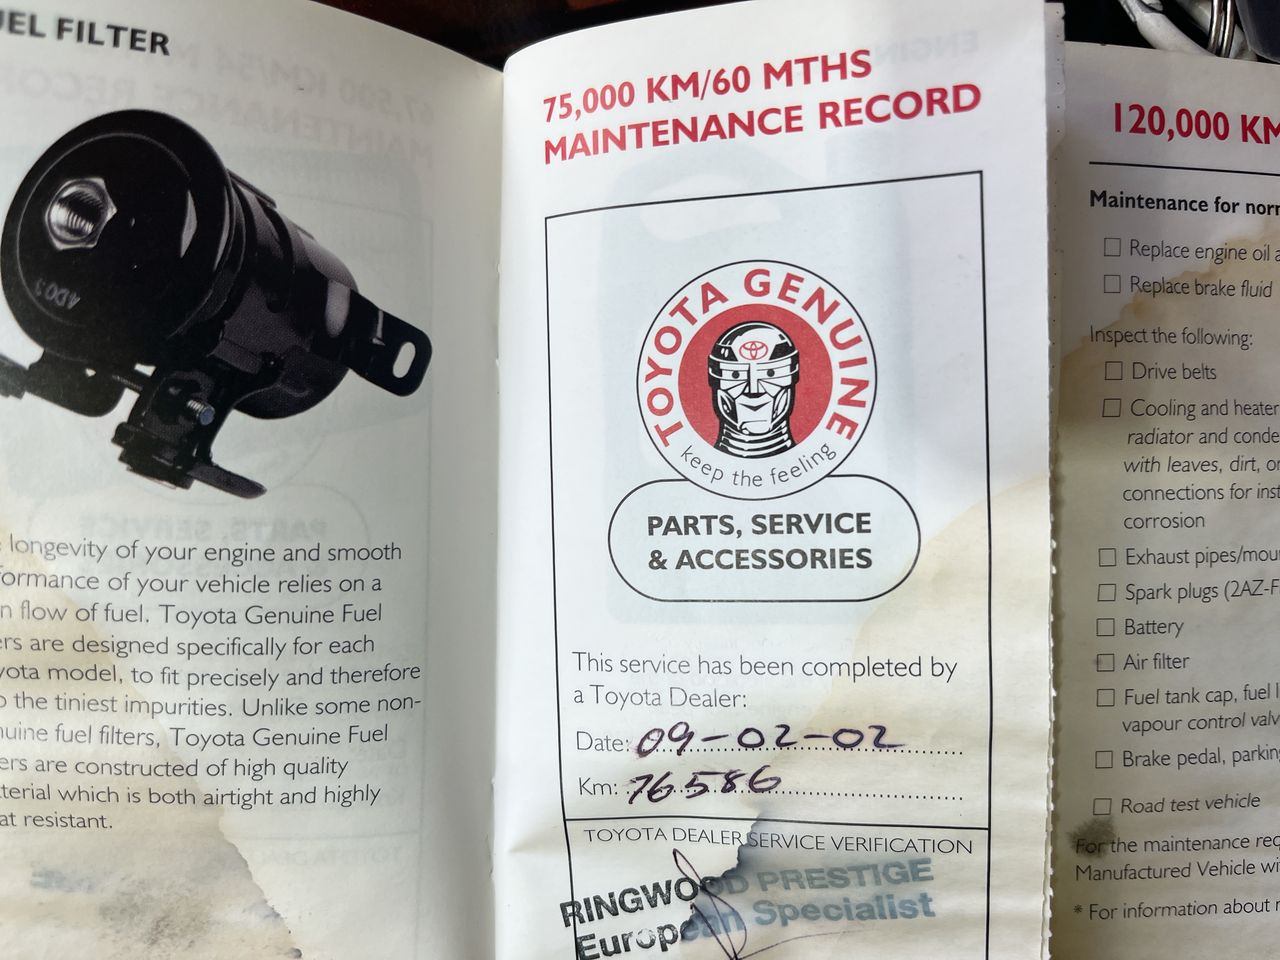 FUEL FILTER
longevity of your engine and smooth
formance of your vehicle relies on a
n flow of fuel. Toyota Genuine Fuel
ers are designed specifically for each
yota model, to fit precisely and therefore
the tiniest impurities. Unlike some non-
nuine fuel filters, Toyota Genuine Fuel
ers are constructed of high quality
terial which is both airtight and highly
at resistant.
75,000 KM/60 MTHS
MAINTENANCE RECORD
TOYOTA GENUINE
keep the feeling
PARTS, SERVICE
& ACCESSORIES
This service has been completed by
a Toyota Dealer:
Date: 09-02-02
Km: 76586
TOYOTA DEALER SERVICE VERIFICATION
RINGWOOD PRESTIGE
European Specialist
120,000 KM
Maintenance for norm
Replace engine oil a
Replace brake fluid
Inspect the following:
Drive belts
Cooling and heater
radiator and conde
with leaves, dirt, or
connections for inst
corrosion
Exhaust pipes/mou
Spark plugs (2AZ-F
Battery
Air filter
Fuel tank cap, fuel l
vapour control valv
Brake pedal, parking
Road test vehicle
For the maintenance req
Manufactured Vehicle wi
* For information about